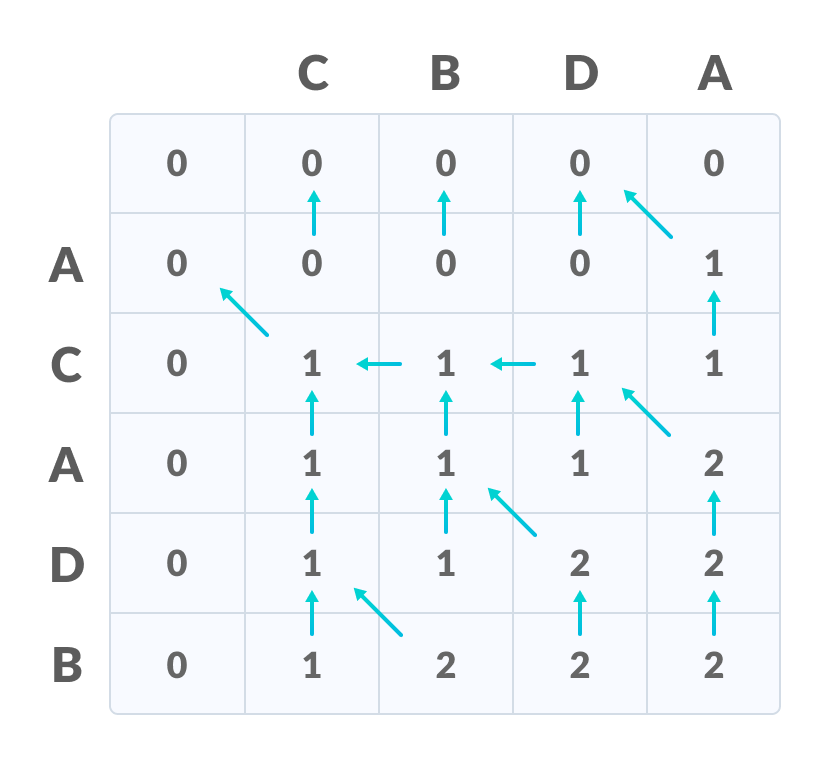 C B D A
0 0 0 0 0
A 0 0 0 0 1
C 0 1 1 1 1
A 0 1 1 1 2
D 0 1 1 2 2
B 0 1 2 2 2